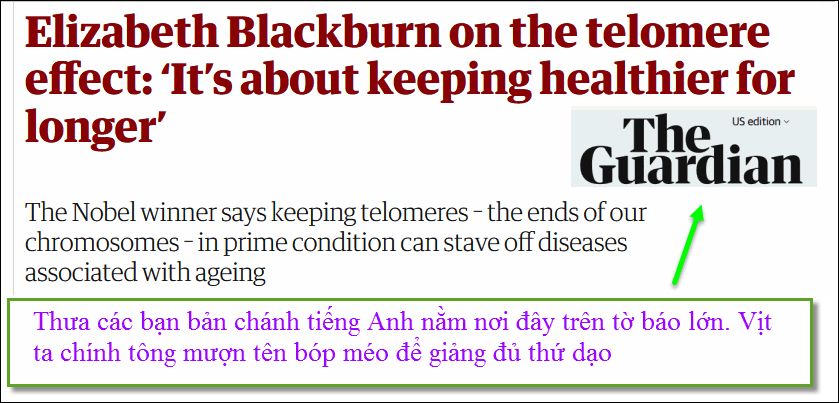 Elizabeth Blackburn on the telomere
effect: ‘It’s about keeping healthier for
longer’
US edition
The
Guardian
The Nobel winner says keeping telomeres – the ends of our
chromosomes – in prime condition can stave off diseases
associated with ageing
Thưa các bạn bản chánh tiếng Anh nằm nơi đây trên tờ báo lớn. Vịt
ta chính tông mượn tên bóp méo để giảng đủ thứ dạo